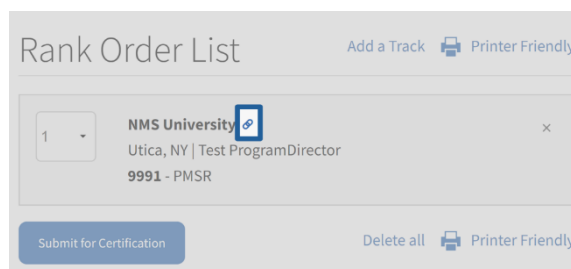 Rank Order List
Add a Track Printer Friendly
1
NMS University
×
Utica, NY | Test ProgramDirector
9991 - PMSR
Submit for Certification
Delete all Printer Friendly